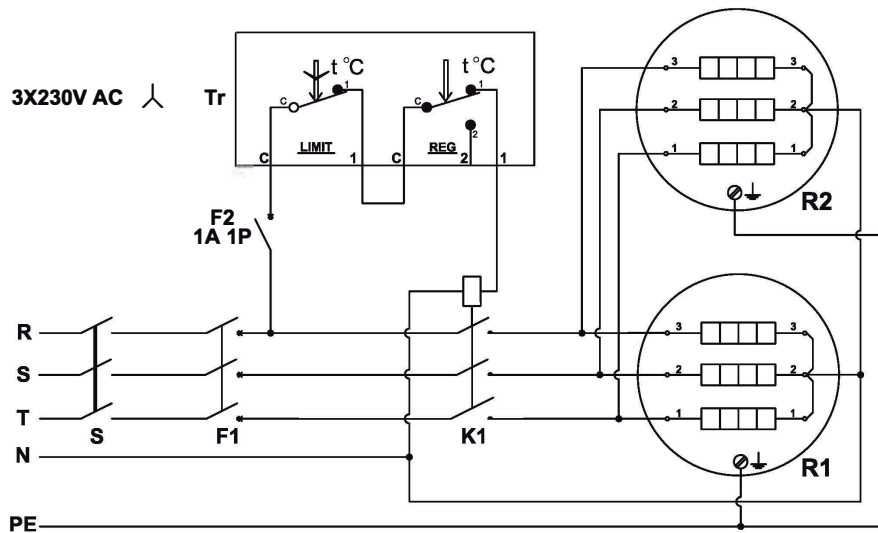 3X230V AC
Tr
t °C
t °C
C
1
C
1
2
LIMIT
REG
C
1
C
2
1
F2
1A 1P
3
3
2
2
1
1
R2
R
S
T
N
PE
S
F1
K1
3
3
2
2
1
1
R1